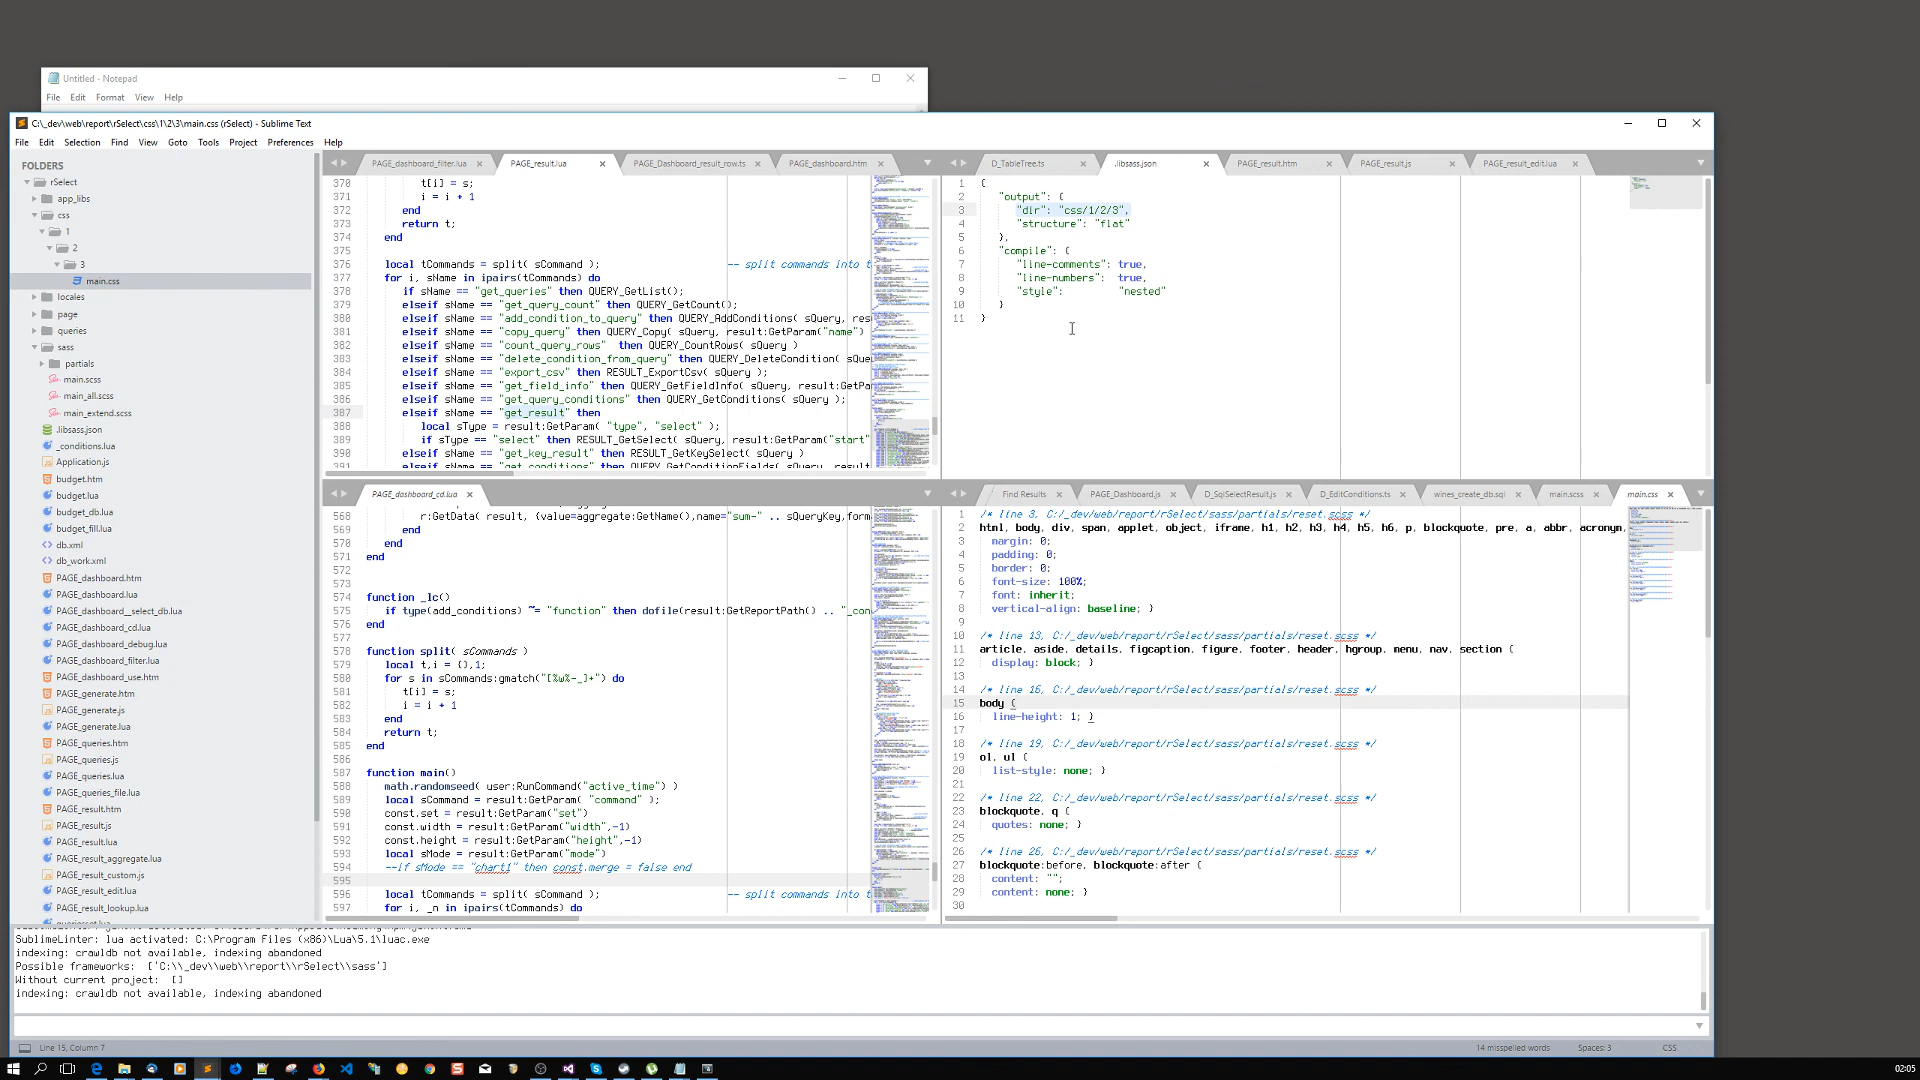 Untitled - Notepad
File Edit Format View Help
C:\_dev\web\report\rSelect\css\1\2\3\main.css (rSelect) - Sublime Text
File Edit Selection Find View Goto Tools Project Preferences Help
FOLDERS
rSelect
app_libs
css
1
2
3
main.css
locales
page
queries
sass
partials
main.scss
main_all.scss
main_extend.scss
.libsass.json
_conditions.lua
Application.js
budget.htm
budget.lua
budget_db.lua
budget_fill.lua
db.xml
db_work.xml
PAGE_dashboard.htm
PAGE_dashboard.lua
PAGE_dashboard__select_db.lua
PAGE_dashboard_cd.lua
PAGE_dashboard_debug.lua
PAGE_dashboard_filter.lua
PAGE_dashboard_use.htm
PAGE_generate.htm
PAGE_generate.js
PAGE_generate.lua
PAGE_queries.htm
PAGE_queries.js
PAGE_queries.lua
PAGE_queries_file.lua
PAGE_result.htm
PAGE_result.js
PAGE_result.lua
PAGE_result_aggregate.lua
PAGE_result_custom.js
PAGE_result_edit.lua
PAGE_result_lookup.lua
PAGE_dashboard_filter.lua PAGE_result.lua PAGE_Dashboard_result_row.ts PAGE_dashboard.htm
370 t[i] = s;
371 i = i + 1
372 end
373 return t;
374 end
375
376 local tCommands = split( sCommand ); -- split commands into t
377 for i, sName in ipairs(tCommands) do
378 if sName == "get_queries" then QUERY_GetList();
379 elseif sName == "get_query_count" then QUERY_GetCount();
380 elseif sName == "add_condition_to_query" then QUERY_AddConditions( sQuery, res
381 elseif sName == "copy_query" then QUERY_Copy( sQuery, result:GetParam("name")
382 elseif sName == "count_query_rows" then QUERY_CountRows( sQuery )
383 elseif sName == "delete_condition_from_query" then QUERY_DeleteCondition( sQue
384 elseif sName == "export_csv" then RESULT_ExportCsv( sQuery );
385 elseif sName == "get_field_info" then QUERY_GetFieldInfo( sQuery, result:GetPa
386 elseif sName == "get_query_conditions" then QUERY_GetConditions( sQuery );
387 elseif sName == "get_result" then
388 local sType = result:GetParam( "type", "select" );
389 if sType == "select" then RESULT_GetSelect( sQuery, result:GetParam("start"
390 elseif sName == "get_key_result" then RESULT_GetKeySelect( sQuery )
391 elseif sName == "get_conditions" then QUERY_GetConditionFields( sQuery, result
D_TableTree.ts .libsass.json PAGE_result.htm PAGE_result.js PAGE_result_edit.lua
1 {
2 "output": {
3 "dir": "css/1/2/3",
4 "structure": "flat"
5 },
6 "compile": {
7 "line-comments": true,
8 "line-numbers": true,
9 "style": "nested"
10 }
11 }
PAGE_dashboard_cd.lua
568 r:GetData( result, {value=aggregate:GetName(),name="sum-" .. sQueryKey,form
569 end
570 end
571 end
572
573
574 function _lc()
575 if type(add_conditions) ~= "function" then dofile(result:GetReportPath() .. "_con
576 end
577
578 function split( sCommands )
579 local t,i = {},1;
580 for s in sCommands:gmatch("[%w%-_]+") do
581 t[i] = s;
582 i = i + 1
583 end
584 return t;
585 end
586
587 function main()
588 math.randomseed( user:RunCommand("active_time") )
589 local sCommand = result:GetParam( "command" );
590 const.set = result:GetParam("set")
591 const.width = result:GetParam("width",-1)
592 const.height = result:GetParam("height",-1)
593 local sMode = result:GetParam("mode")
594 --if sMode == "chart1" then const.merge = false end
595
596 local tCommands = split( sCommand ); -- split commands into t
597 for i, _n in ipairs(tCommands) do
Find Results PAGE_Dashboard.js D_SqlSelectResult.js D_EditConditions.ts wines_create_db.sql main.scss main.css
1 /* line 3, C:/_dev/web/report/rSelect/sass/partials/reset.scss */
2 html, body, div, span, applet, object, iframe, h1, h2, h3, h4, h5, h6, p, blockquote, pre, a, abbr, acronym,
3 margin: 0;
4 padding: 0;
5 border: 0;
6 font-size: 100%;
7 font: inherit;
8 vertical-align: baseline; }
9
10 /* line 13, C:/_dev/web/report/rSelect/sass/partials/reset.scss */
11 article, aside, details, figcaption, figure, footer, header, hgroup, menu, nav, section {
12 display: block; }
13
14 /* line 16, C:/_dev/web/report/rSelect/sass/partials/reset.scss */
15 body {
16 line-height: 1; }
17
18 /* line 19, C:/_dev/web/report/rSelect/sass/partials/reset.scss */
19 ol, ul {
20 list-style: none; }
21
22 /* line 22, C:/_dev/web/report/rSelect/sass/partials/reset.scss */
23 blockquote, q {
24 quotes: none; }
25
26 /* line 26, C:/_dev/web/report/rSelect/sass/partials/reset.scss */
27 blockquote:before, blockquote:after {
28 content: "";
29 content: none; }
30
SublimeLinter: lua activated: C:\Program Files (x86)\Lua\5.1\luac.exe
indexing: crawldb not available, indexing abandoned
Possible frameworks: ['C:\\_dev\\web\\report\\rSelect\\sass']
Without current project: []
indexing: crawldb not available, indexing abandoned
Line 15, Column 7 14 misspelled words Spaces: 3 CSS
02:05